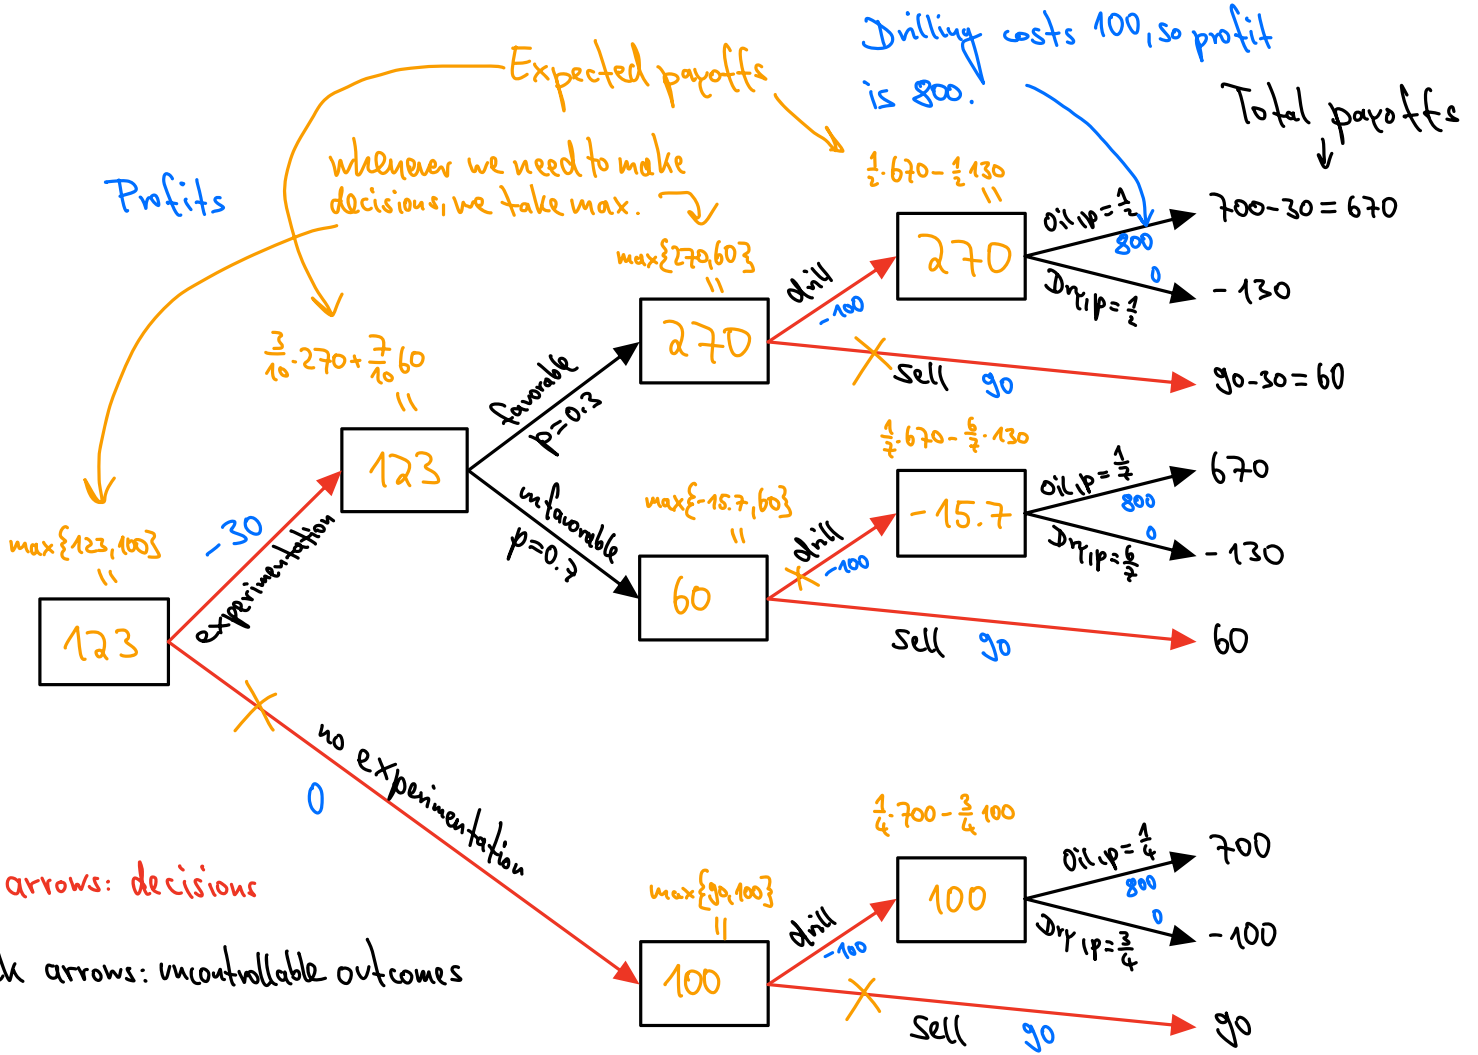 Drilling costs 100, so profit
is 800.
Expected payoffs
Total payoffs
whenever we need to make
decisions, we take max.
Profits
1/2·670 - 1/2 130
=
270
Oil, p=1/2
800
700-30=670
Dry, p=1/2
0
-130
max{270,60}
=
270
drill
-100
sell 90
90-30=60
3/10·270+7/10 60
=
123
favorable
p=0.3
unfavorable
p=0.7
1/7·670 - 6/7·130
-15.7
Oil, p=1/7
800
670
Dry, p=6/7
0
-130
max{-15.7,60}
=
60
drill
-100
sell 90
60
max{123,100}
=
123
-30
experimentation
no experimentation
0
1/4·700 - 3/4 100
100
Oil, p=1/4
800
700
Dry, p=3/4
0
-100
max{90,100}
=
100
drill
-100
sell 90
90
arrows: decisions
k arrows: uncontrollable outcomes